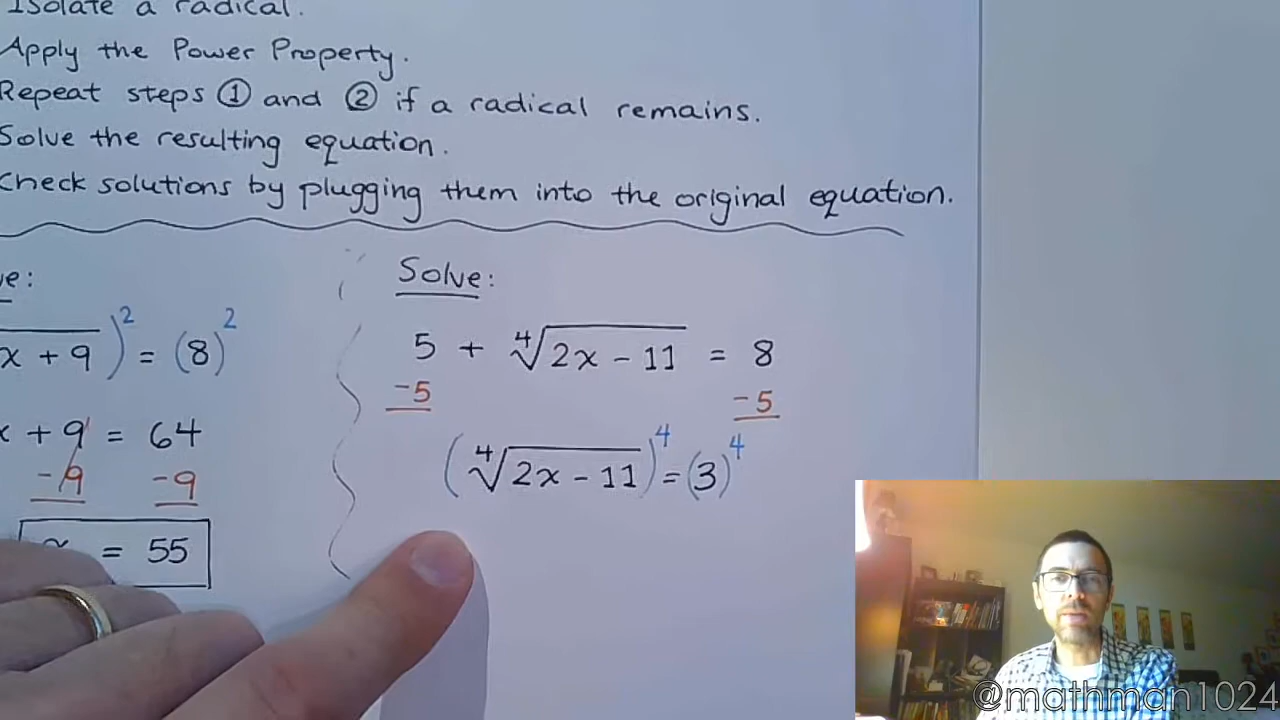 Isolate a radical.
Apply the Power Property.
Repeat steps ① and ② if a radical remains.
Solve the resulting equation.
Check solutions by plugging them into the original equation.
ve:
x + 9 )² = (8)²
x + 9 = 64
-9 -9
x = 55
Solve:
5 + ∜(2x - 11) = 8
-5 -5
(∜(2x - 11))⁴ = (3)⁴
@mathman1024